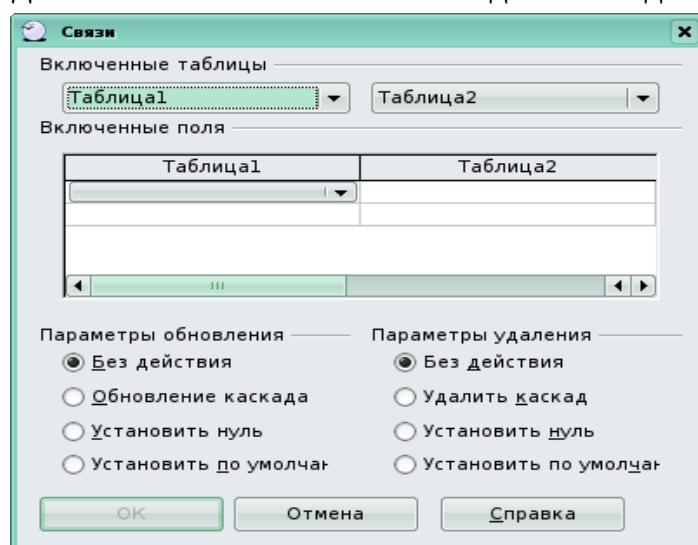 Связи
Включенные таблицы
Таблица1 Таблица2
Включенные поля
Таблица1 Таблица2
Параметры обновления Параметры удаления
Без действия Без действия
Обновление каскада Удалить каскад
Установить нуль Установить нуль
Установить по умолчан Установить по умолчан
ОК Отмена Справка